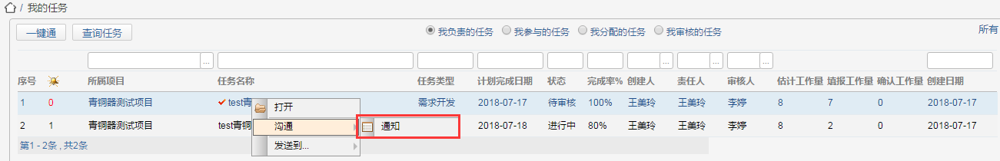 / 我的任务
一键通 查询任务 我负责的任务 我参与的任务 我分配的任务 我审核的任务 所有
... ... ... ...
序号 所属项目 任务名称 任务类型 计划完成日期 状态 完成率% 创建人 责任人 审核人 估计工作量 填报工作量 确认工作量 创建日期
1 0 青铜器测试项目 test青 需求开发 2018-07-17 待审核 100% 王美玲 王美玲 李婷 8 7 0 2018-07-17
打开
2 1 青铜器测试项目 test青铜 沟通 通知 2018-07-18 进行中 80% 王美玲 王美玲 李婷 8 2 0 2018-07-17
第1 - 2条 , 共2条 发送到...